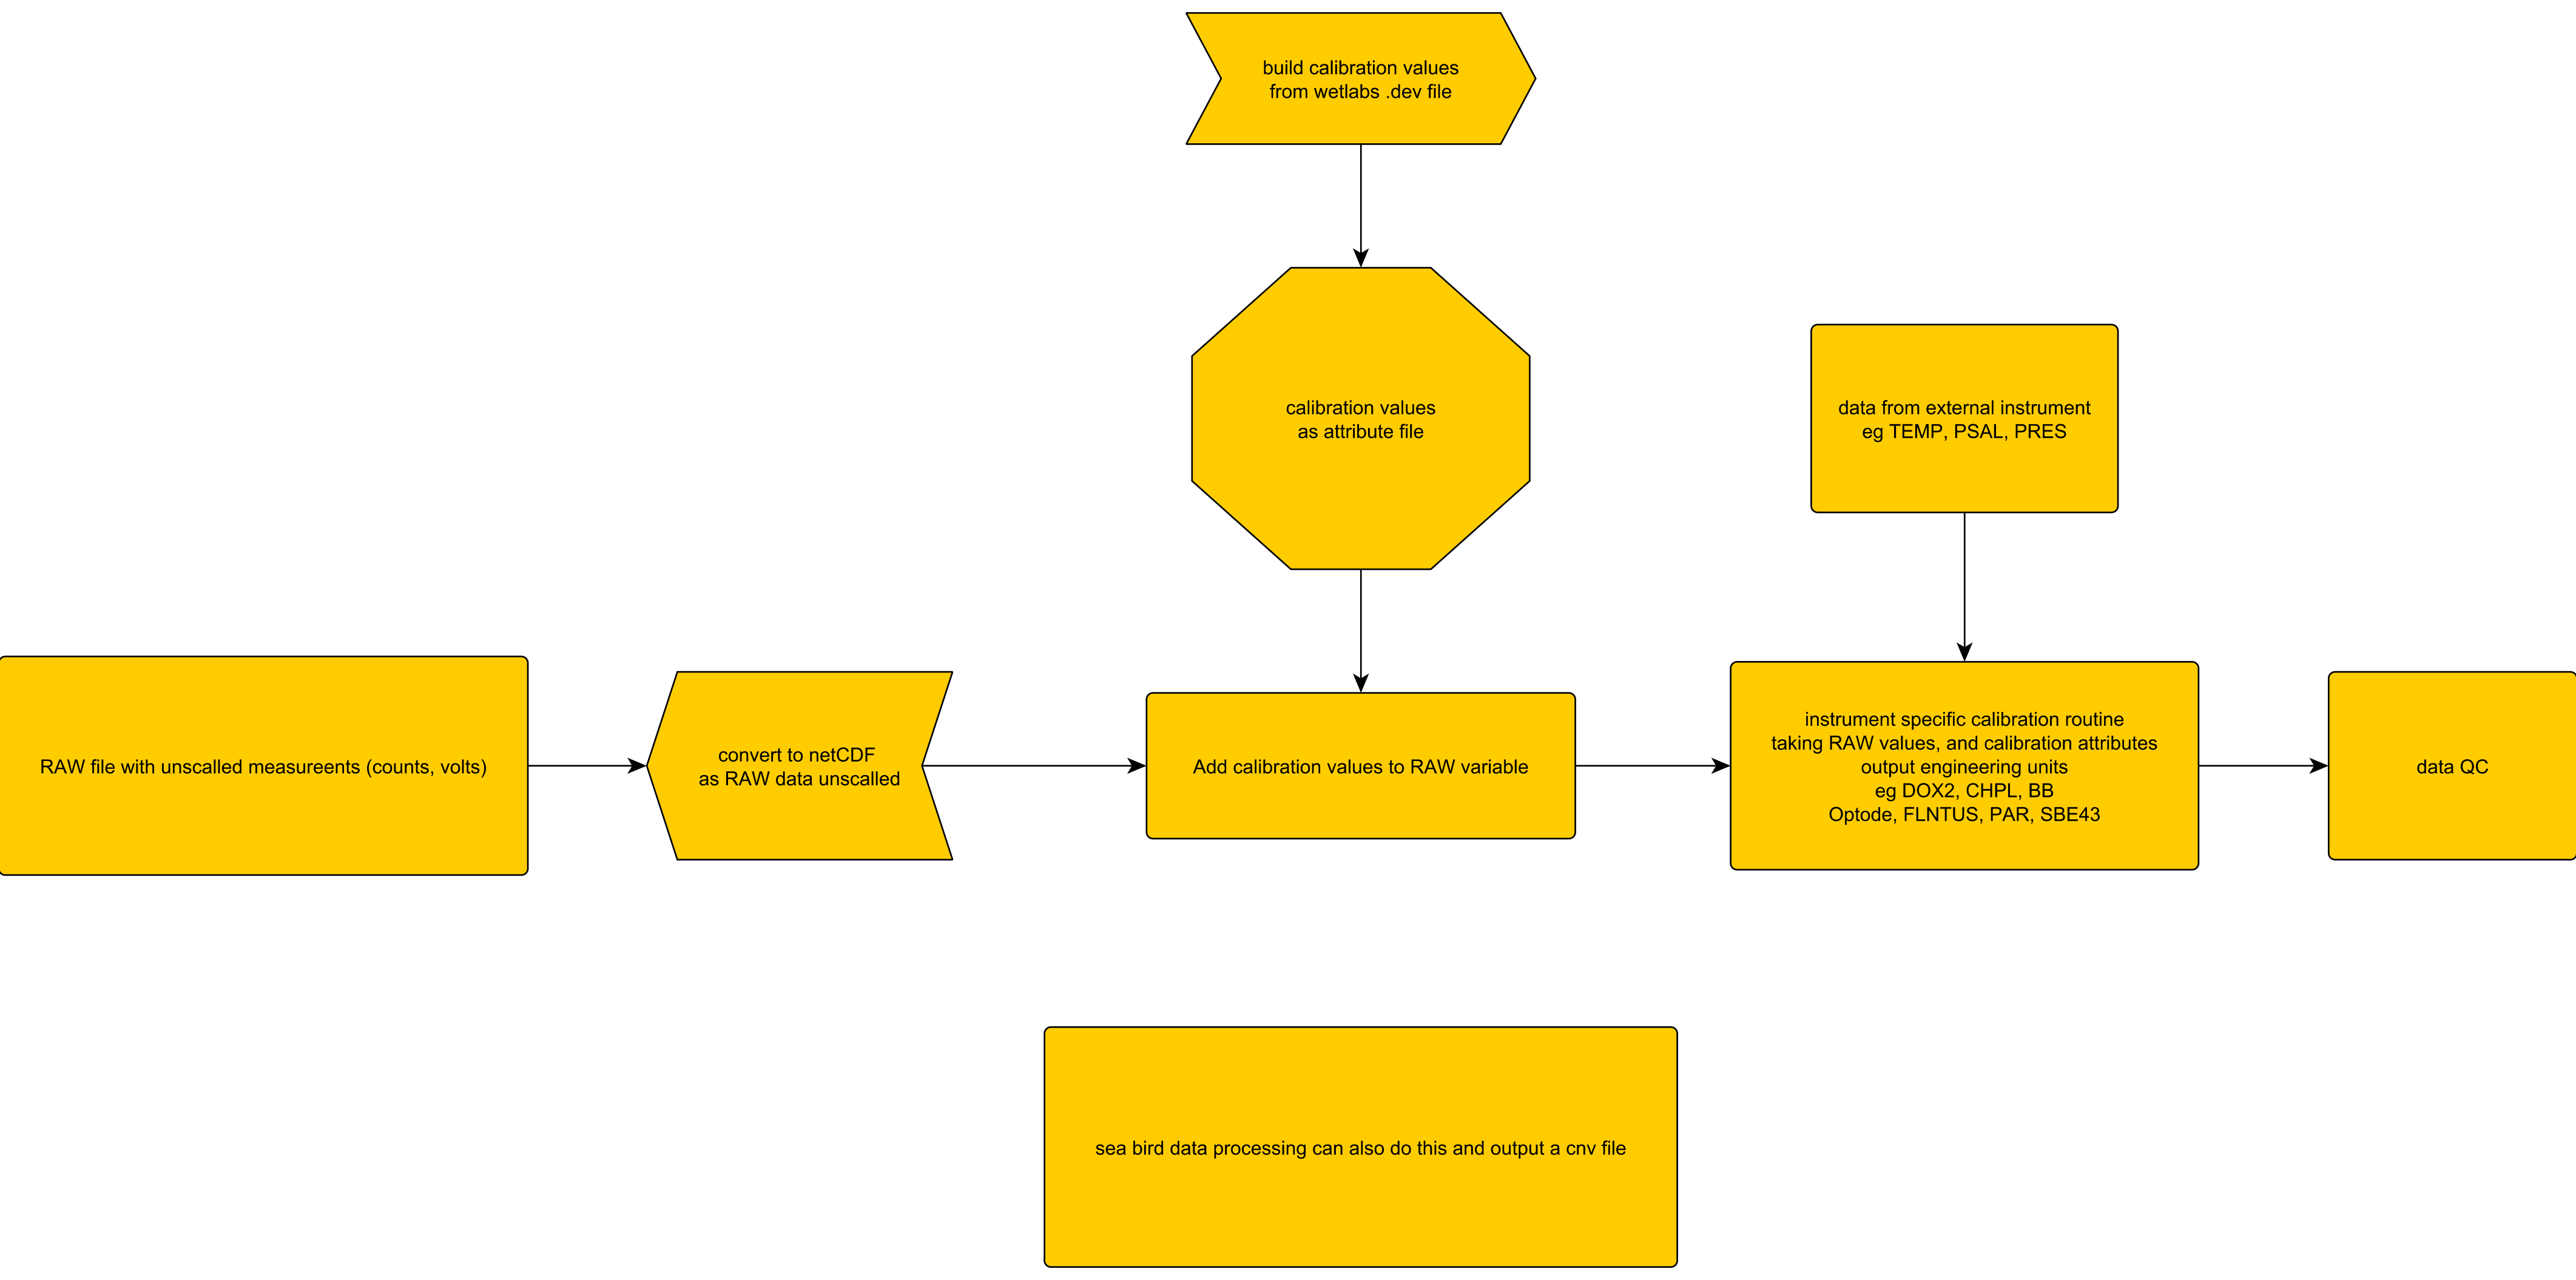 build calibration values
from wetlabs .dev file
calibration values
as attribute file
data from external instrument
eg TEMP, PSAL, PRES
RAW file with unscalled measureents (counts, volts)
convert to netCDF
as RAW data unscalled
Add calibration values to RAW variable
instrument specific calibration routine
taking RAW values, and calibration attributes
output engineering units
eg DOX2, CHPL, BB
Optode, FLNTUS, PAR, SBE43
data QC
sea bird data processing can also do this and output a cnv file